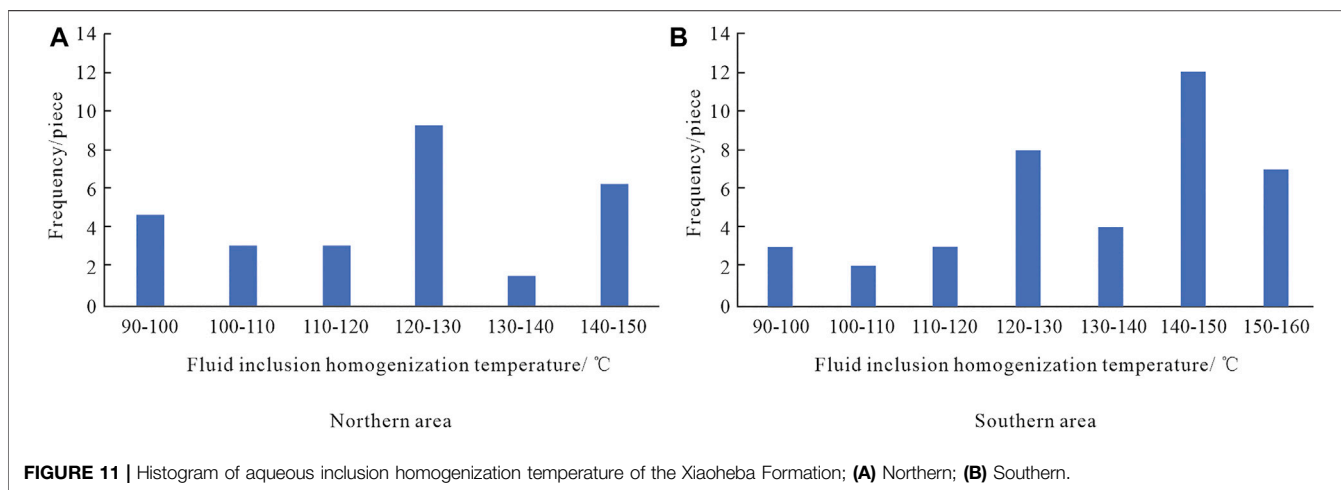 A
Frequency/piece
14
12
10
8
6
4
2
0
90-100 100-110 110-120 120-130 130-140 140-150
Fluid inclusion homogenization temperature/ ℃
Northern area
B
Frequency/piece
14
12
10
8
6
4
2
0
90-100 100-110 110-120 120-130 130-140 140-150 150-160
Fluid inclusion homogenization temperature/ ℃
Southern area
FIGURE 11 | Histogram of aqueous inclusion homogenization temperature of the Xiaoheba Formation; (A) Northern; (B) Southern.